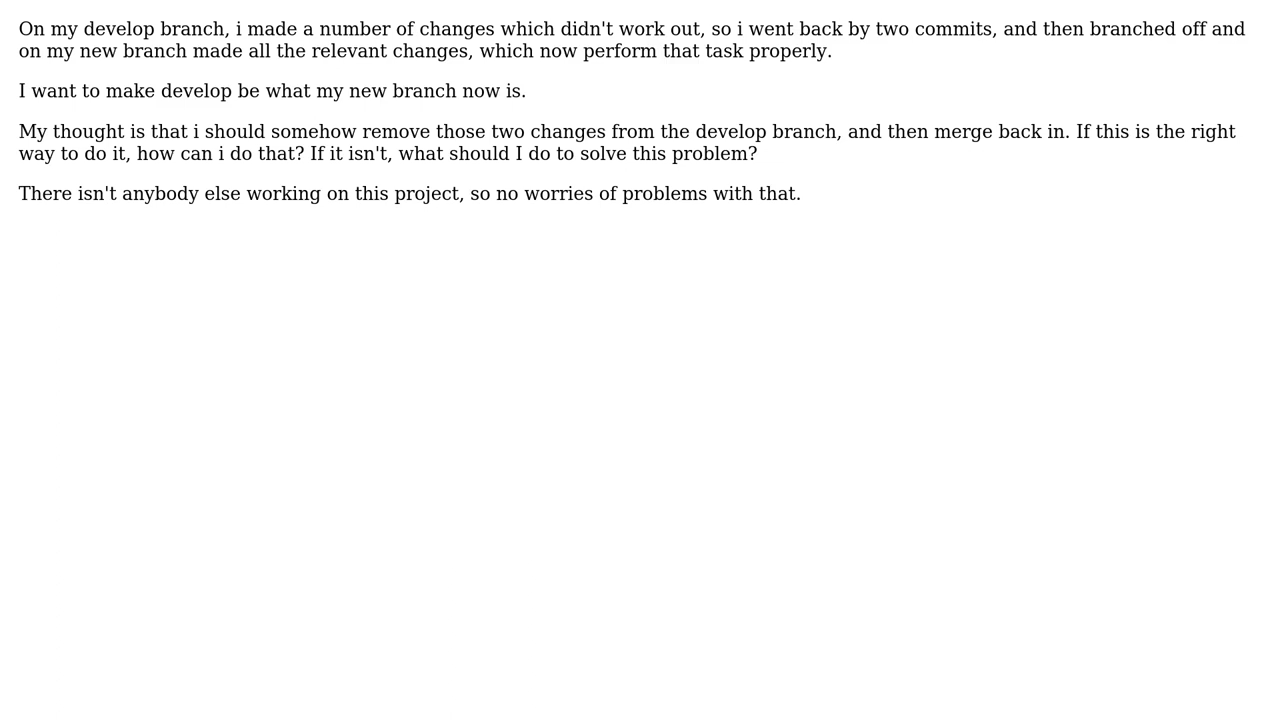 On my develop branch, i made a number of changes which didn't work out, so i went back by two commits, and then branched off and
on my new branch made all the relevant changes, which now perform that task properly.
I want to make develop be what my new branch now is.
My thought is that i should somehow remove those two changes from the develop branch, and then merge back in. If this is the right
way to do it, how can i do that? If it isn't, what should I do to solve this problem?
There isn't anybody else working on this project, so no worries of problems with that.